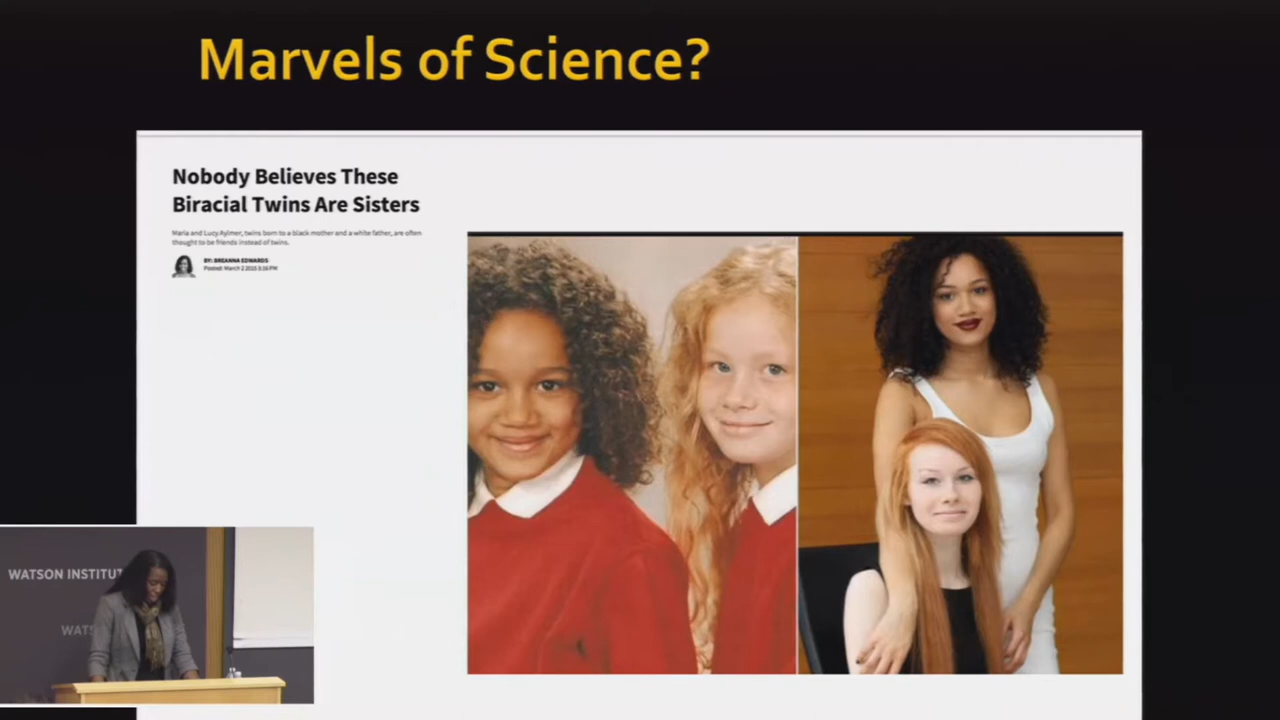 Marvels of Science?
Nobody Believes These
Biracial Twins Are Sisters
Maria and Lucy Aylmer, twins born to a black mother and a white father, are often
thought to be friends instead of twins.
BY: BREANNA EDWARDS
Posted: March 2 2015 3:16 PM
WATSON INSTITUT
WATS